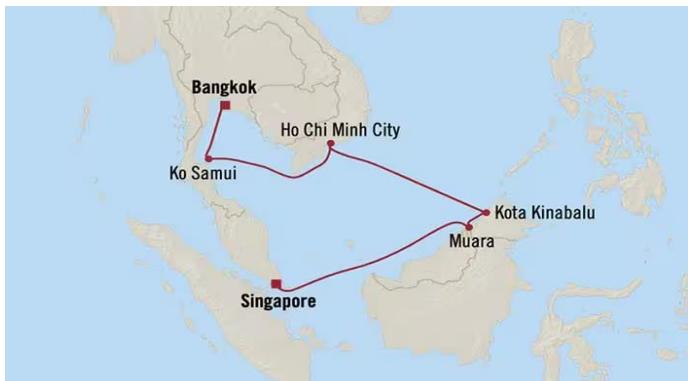 Bangkok
Ho Chi Minh City
Ko Samui
Kota Kinabalu
Muara
Singapore